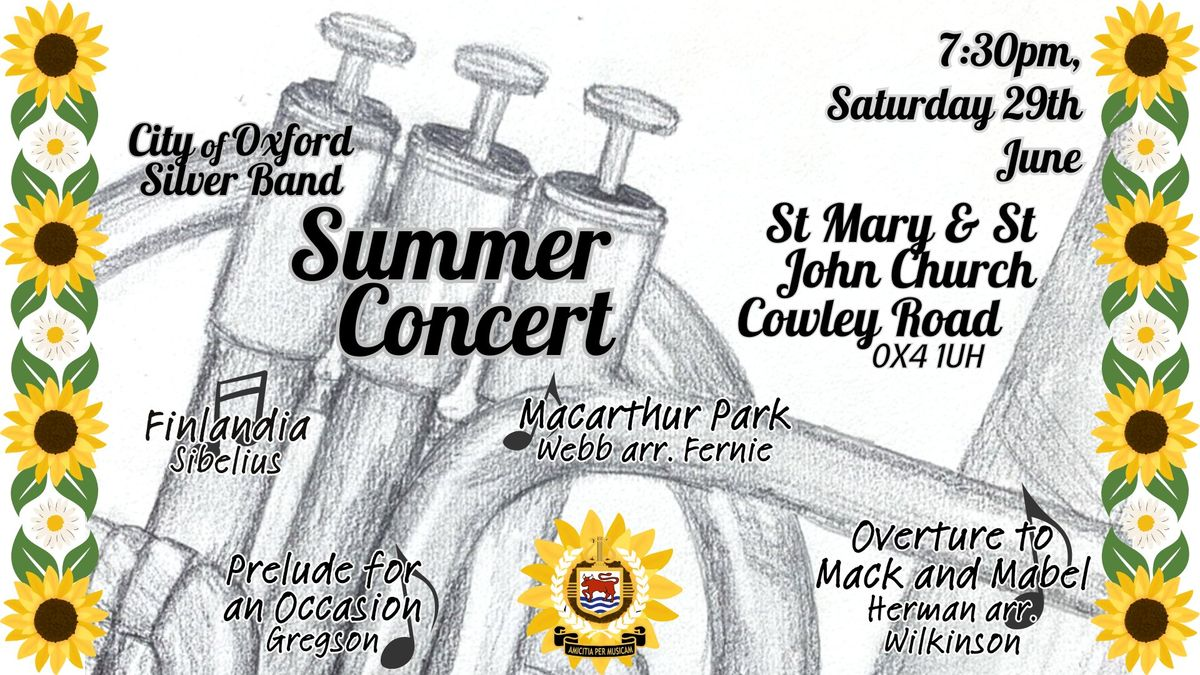 City of Oxford
Silver Band
Summer
Concert
7:30pm,
Saturday 29th
June
St Mary & St
John Church
Cowley Road
OX4 1UH
Finlandia
Sibelius
Macarthur Park
Webb arr. Fernie
Prelude for
an Occasion
Gregson
Overture to
Mack and Mabel
Herman arr.
Wilkinson
AMICITIA PER MUSICAM